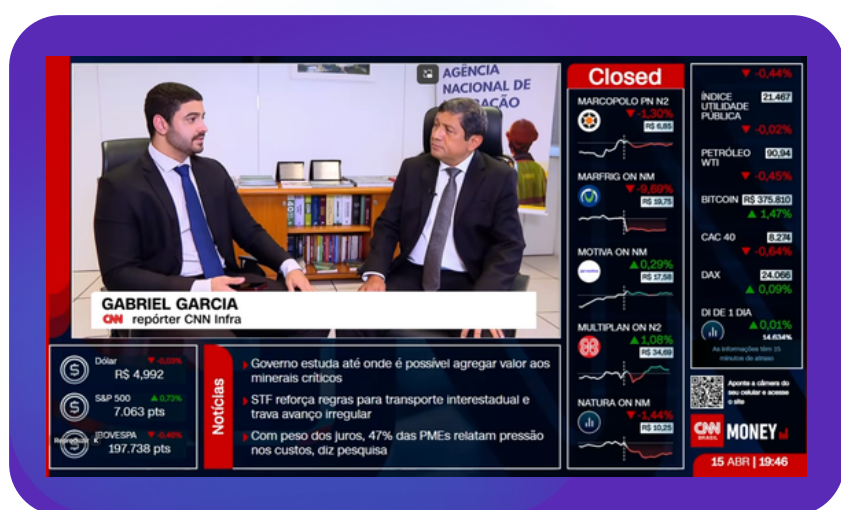 AGÊNCIA
NACIONAL DE
GABRIEL GARCIA
CNN repórter CNN Infra
Dólar -0,03%
R$ 4,992
S&P 500 0,73%
7.063 pts
IBOVESPA -0,46%
197.738 pts
Notícias
Governo estuda até onde é possível agregar valor aos
minerais críticos
STF reforça regras para transporte interestadual e
trava avanço irregular
Com peso dos juros, 47% das PMEs relatam pressão
nos custos, diz pesquisa
Closed
MARCOPOLO PN N2
-1,30%
R$ 6,85
MARFRIG ON NM
-9,69%
R$ 19,75
MOTIVA ON NM
0,29%
R$ 17,58
MULTIPLAN ON N2
1,08%
R$ 34,69
NATURA ON NM
-1,44%
R$ 10,25
-0,44%
ÍNDICE
UTILIDADE
PÚBLICA
21.467
-0,02%
PETRÓLEO
WTI
90,94
-0,45%
BITCOIN R$ 375.810
1,47%
CAC 40 8.274
-0,64%
DAX 24.066
0,09%
DI DE 1 DIA
0,01%
14,634%
As informações têm 15
minutos de atraso
Aponte a câmera do
seu celular e acesse
o site
CNN
BRASIL
MONEY
15 ABR | 19:46